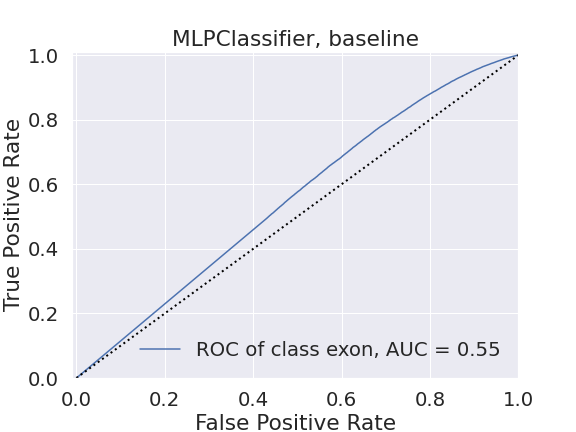 MLPClassifier, baseline
True Positive Rate
1.0
0.8
0.6
0.4
0.2
0.0
ROC of class exon, AUC = 0.55
0.0 0.2 0.4 0.6 0.8 1.0
False Positive Rate